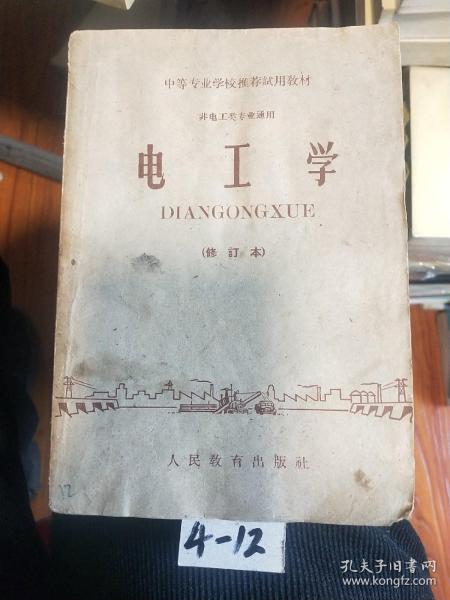 中等专业学校推荐試用教材
非电工类专业通用
电工学
DIANGONGXUE
(修訂本)
人民教育出版社
12
4-12
孔夫子旧书网
www.kongfz.com